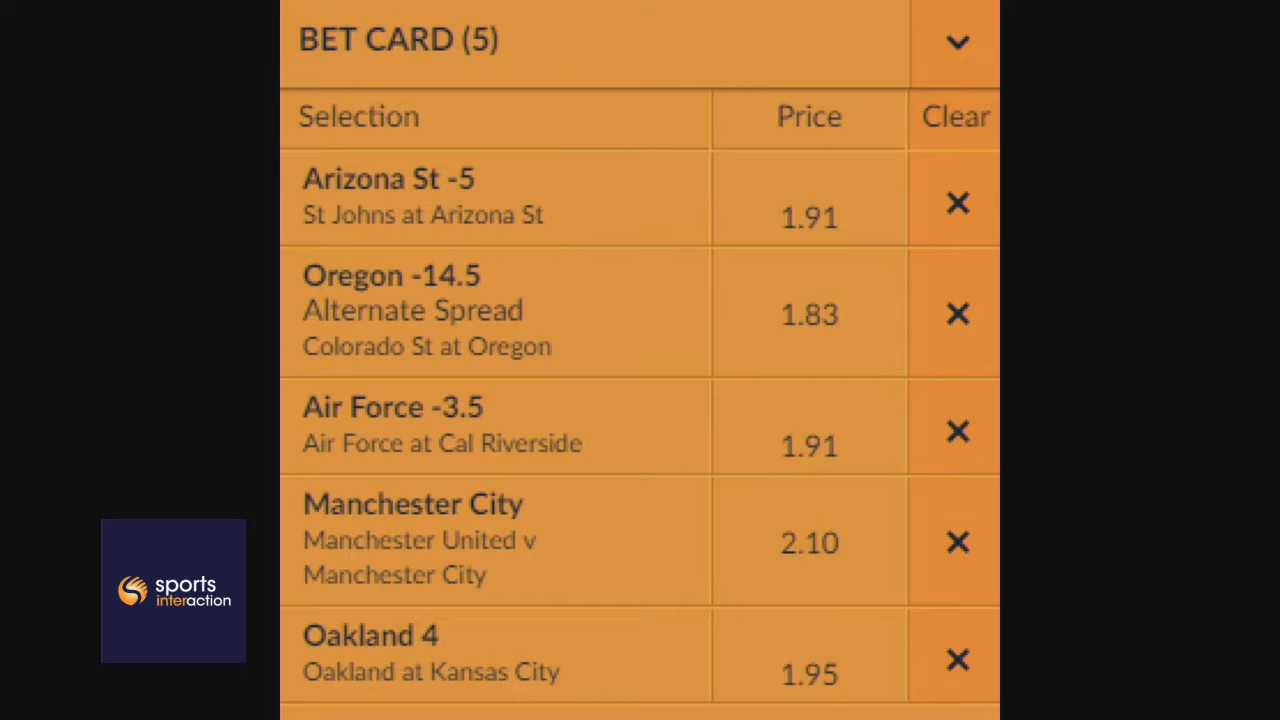 BET CARD (5)
Selection Price Clear
Arizona St -5
St Johns at Arizona St
1.91
Oregon -14.5
Alternate Spread
Colorado St at Oregon
1.83
Air Force -3.5
Air Force at Cal Riverside
1.91
Manchester City
Manchester United v
Manchester City
2.10
Oakland 4
Oakland at Kansas City
1.95
sports
interaction